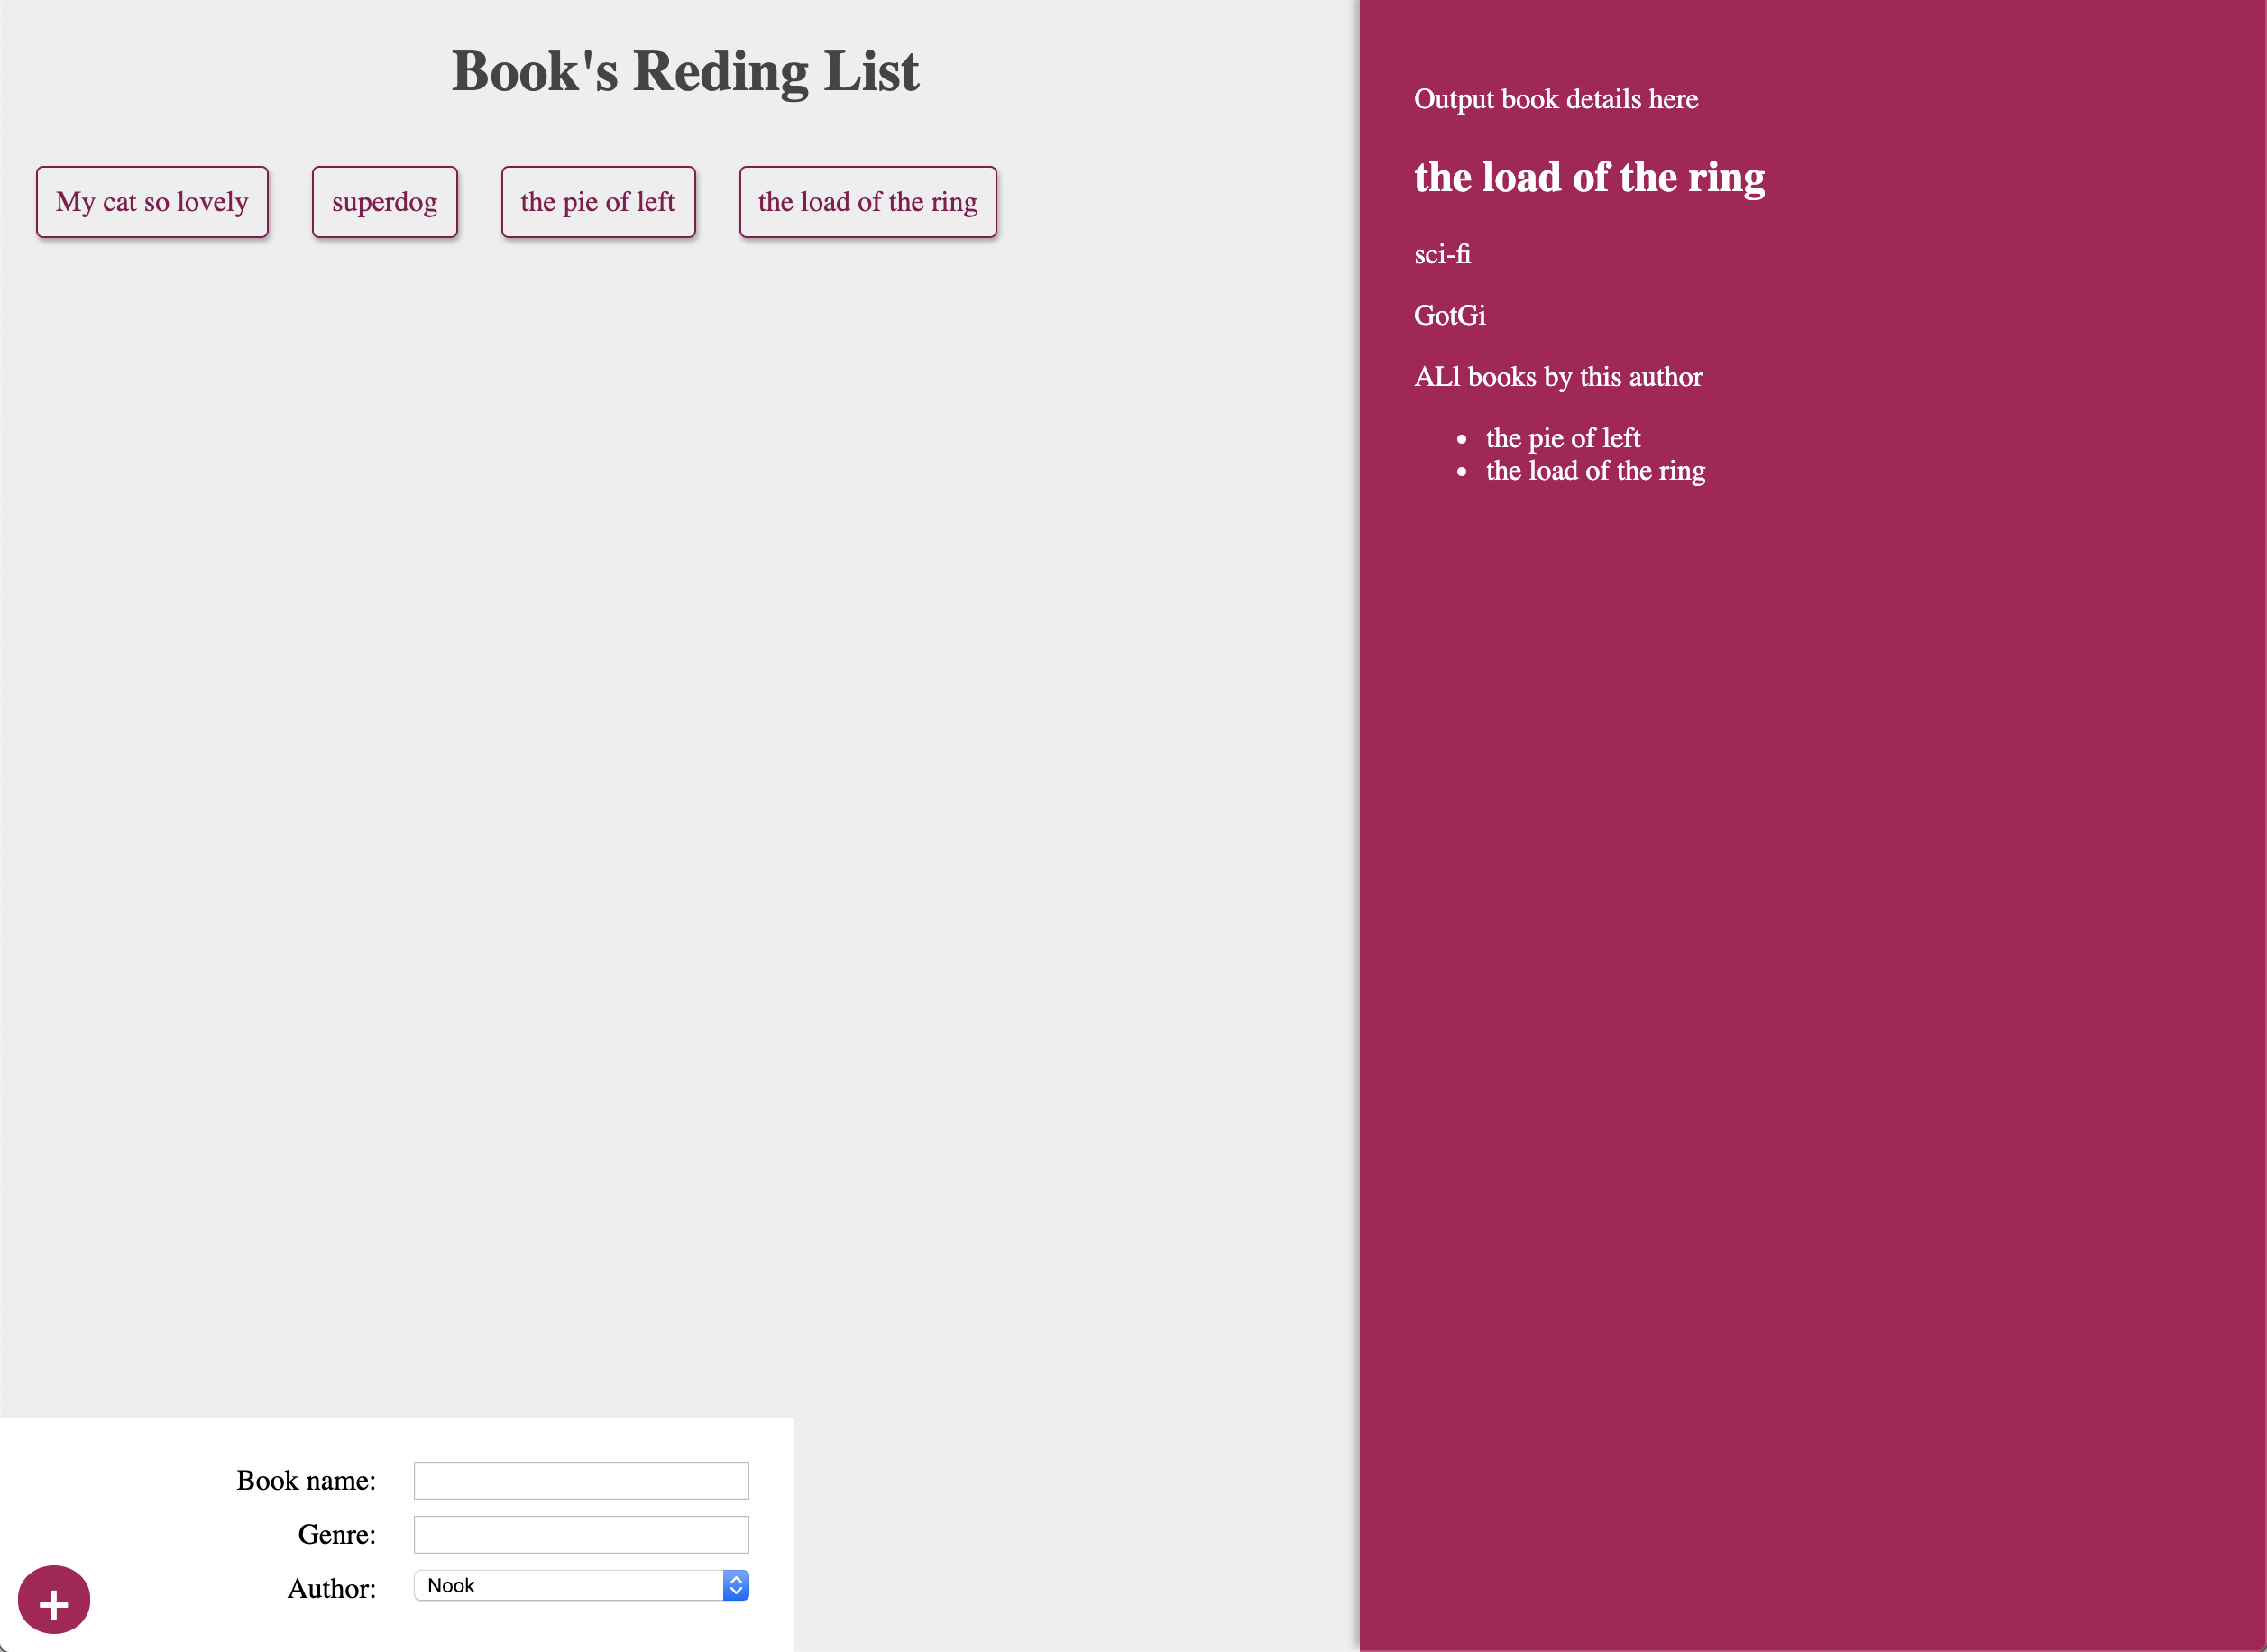 Book's Reding List
My cat so lovely
superdog
the pie of left
the load of the ring
Output book details here
the load of the ring
sci-fi
GotGi
ALl books by this author
the pie of left
the load of the ring
Book name:
Genre:
Author:
Nook
+